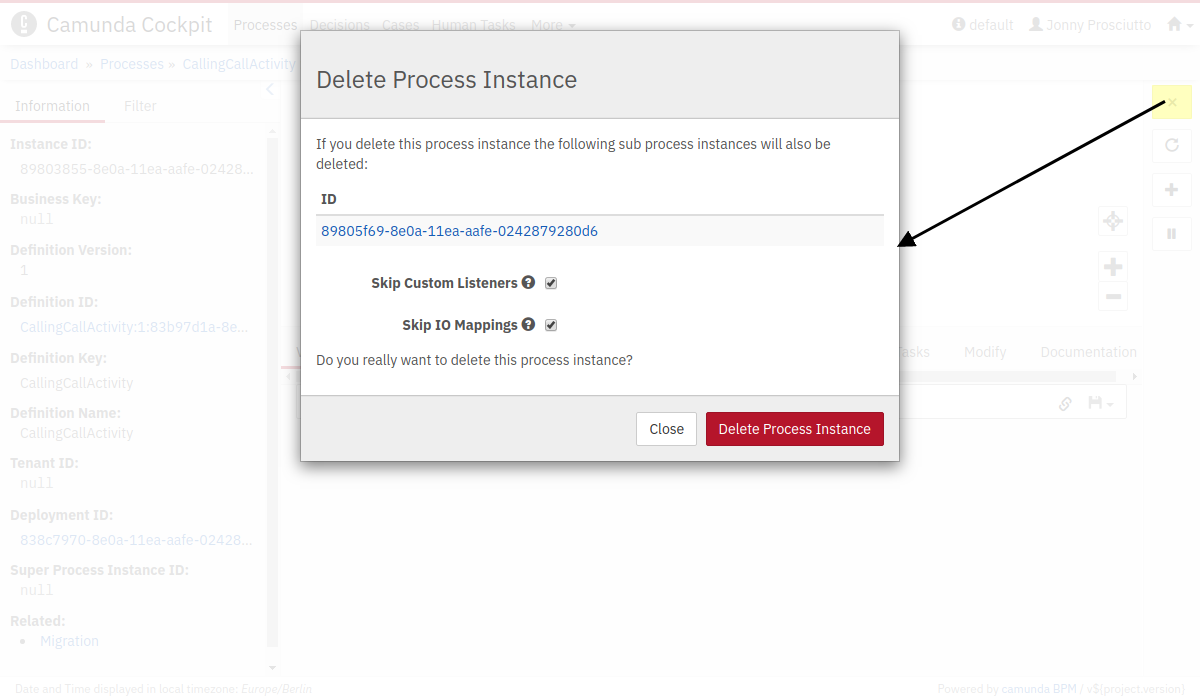 Camunda Cockpit
Processes Decisions Cases Human Tasks More
default Jonny Prosciutto
Dashboard » Processes » CallingCallActivity
Information Filter
Instance ID:
89803855-8e0a-11ea-aafe-02428...
Business Key:
null
Definition Version:
1
Definition ID:
CallingCallActivity:1:83b97d1a-8e...
Definition Key:
CallingCallActivity
Definition Name:
CallingCallActivity
Tenant ID:
null
Deployment ID:
838c7970-8e0a-11ea-aafe-02428...
Super Process Instance ID:
null
Related:
Migration
Delete Process Instance
If you delete this process instance the following sub process instances will also be
deleted:
ID
89805f69-8e0a-11ea-aafe-0242879280d6
Skip Custom Listeners
Skip IO Mappings
Do you really want to delete this process instance?
Close Delete Process Instance
Tasks Modify Documentation
Date and Time displayed in local timezone: Europe/Berlin
Powered by camunda BPM / v${project.version}